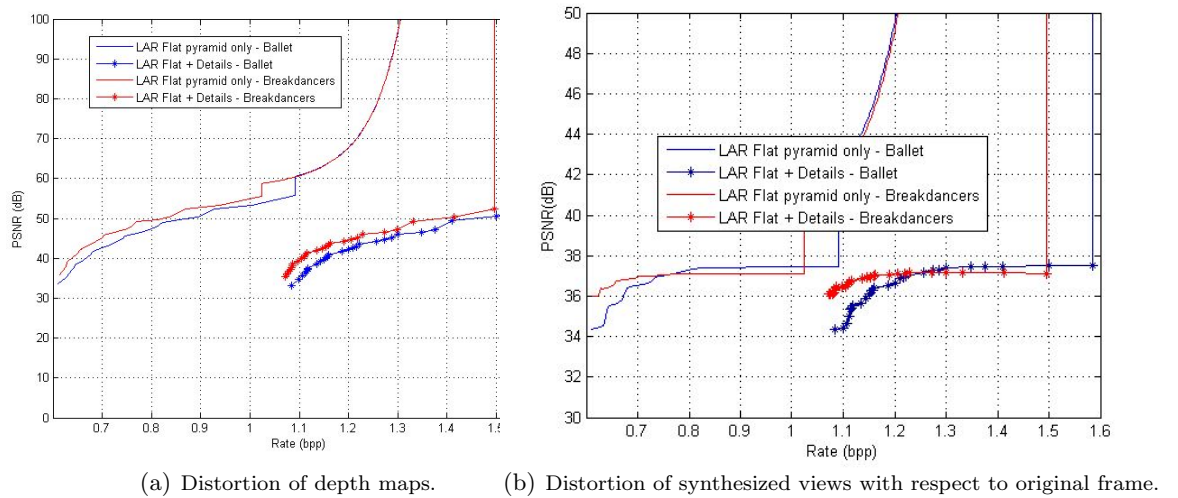 100
90
80
70
60
50
40
30
20
10
0
PSNR (dB)
LAR Flat pyramid only - Ballet
LAR Flat + Details - Ballet
LAR Flat pyramid only - Breakdancers
LAR Flat + Details - Breakdancers
0.7 0.8 0.9 1 1.1 1.2 1.3 1.4 1.5
Rate (bpp)
(a) Distortion of depth maps.
50
48
46
44
42
40
38
36
34
32
30
PSNR(dB)
LAR Flat pyramid only - Ballet
LAR Flat + Details - Ballet
LAR Flat pyramid only - Breakdancers
LAR Flat + Details - Breakdancers
0.7 0.8 0.9 1 1.1 1.2 1.3 1.4 1.5 1.6
Rate (bpp)
(b) Distortion of synthesized views with respect to original frame.